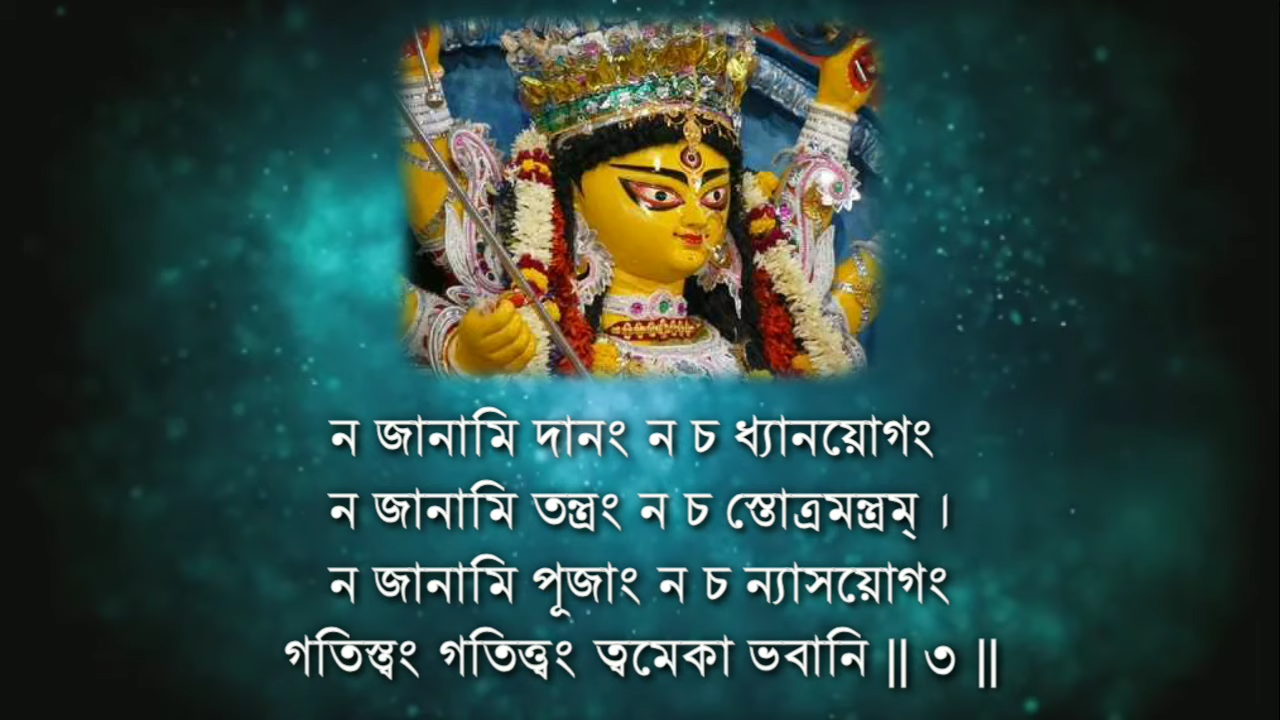 ন জানামি দানং ন চ ধ্যানয়োগং
ন জানামি তন্ত্রং ন চ স্তোত্রমন্ত্রম্ ।
ন জানামি পূজাং ন চ ন্যাসয়োগং
গতিস্ত্বং গতিত্ত্বং ত্বমেকা ভবানি || ৩ ||